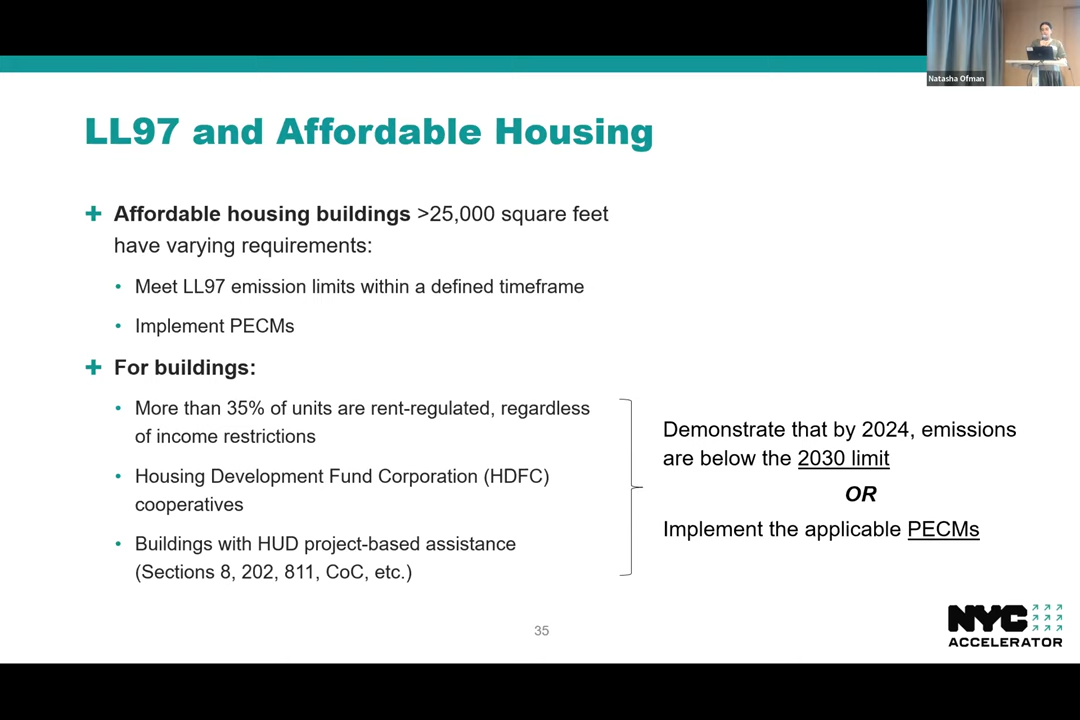 Natasha Ofman
LL97 and Affordable Housing
Affordable housing buildings >25,000 square feet
have varying requirements:
• Meet LL97 emission limits within a defined timeframe
• Implement PECMs
For buildings:
• More than 35% of units are rent-regulated, regardless
of income restrictions
• Housing Development Fund Corporation (HDFC)
cooperatives
• Buildings with HUD project-based assistance
(Sections 8, 202, 811, CoC, etc.)
Demonstrate that by 2024, emissions
are below the 2030 limit
OR
Implement the applicable PECMs
35
NYC
ACCELERATOR